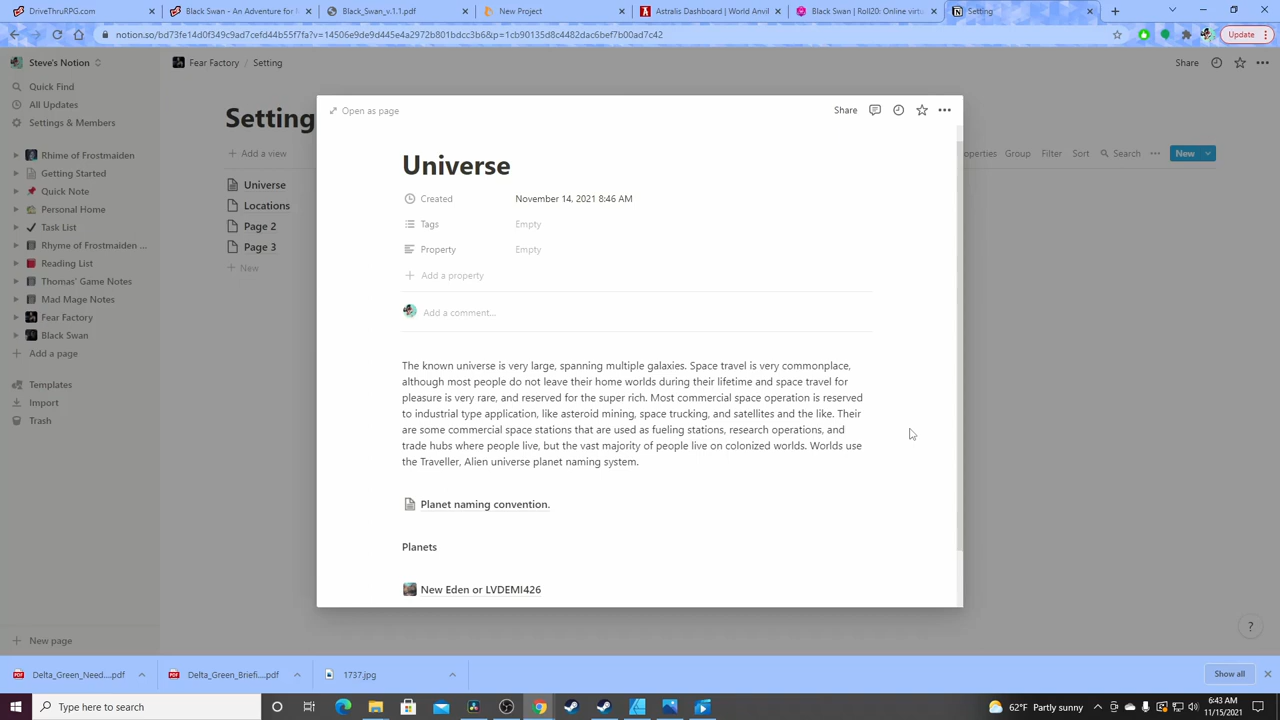 DriveThruRPG.com
Black Swan - An Adventure for M
Black_Swan_v.1.1.pdf
New Project
Astralis Dashboard | World Anvil
Black Swan | Roll20: Online virtu
Setting
notion.so/bd73fe14d0f349c9ad7cefd44b55f7fa?v=14506e9de9d445e4a2972b801bdcc3b6&p=1cb90135d8c4482dac6bef7b00ad7c42
Update
Steve's Notion
Fear Factory / Setting
Share
Quick Find
All Updates
Settings & Members
Rhime of Frostmaiden
Getting Started
Quick Note
Personal Home
Task List
Rhyme of Frostmaiden ...
Reading List
Thomas' Game Notes
Mad Mage Notes
Fear Factory
Black Swan
Add a page
Templates
Import
Trash
New page
Setting
Add a view
operties Group Filter Sort Search New
Universe
Locations
Page 2
Page 3
New
Open as page
Share
Universe
Created November 14, 2021 8:46 AM
Tags Empty
Property Empty
Add a property
Add a comment...
The known universe is very large, spanning multiple galaxies. Space travel is very commonplace,
although most people do not leave their home worlds during their lifetime and space travel for
pleasure is very rare, and reserved for the super rich. Most commercial space operation is reserved
to industrial type application, like asteroid mining, space trucking, and satellites and the like. Their
are some commercial space stations that are used as fueling stations, research operations, and
trade hubs where people live, but the vast majority of people live on colonized worlds. Worlds use
the Traveller, Alien universe planet naming system.
Planet naming convention.
Planets
New Eden or LVDEMI426
?
Delta_Green_Need....pdf
Delta_Green_Briefi....pdf
1737.jpg
Show all
Type here to search
62°F Partly sunny
6:43 AM
11/15/2021